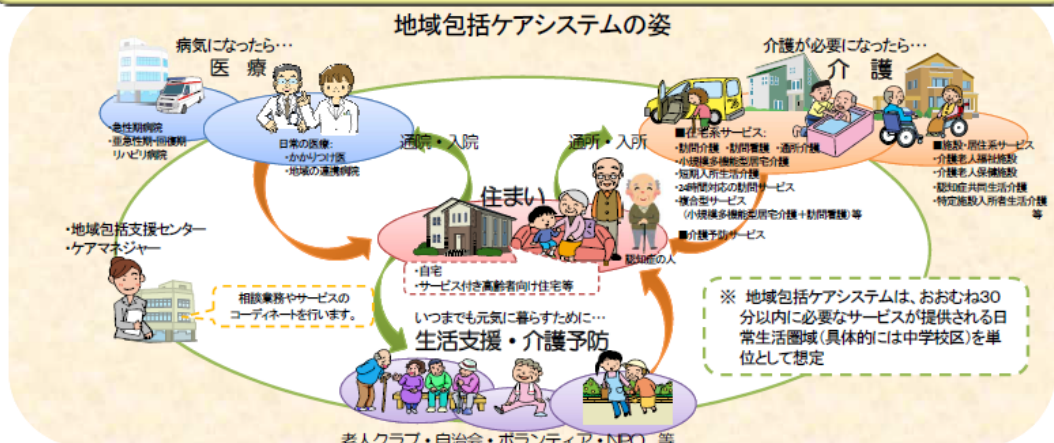 地域包括ケアシステムの姿
病気になったら…
医 療
・急性期病院
・亜急性期・回復期
リハビリ病院
日常の医療:
・かかりつけ医
・地域の連携病院
通院・入院
介護が必要になったら…
介 護
通所・入所
■在宅系サービス:
・訪問介護 ・訪問看護 ・通所介護
・小規模多機能型居宅介護
・短期入所生活介護
・24時間対応の訪問サービス
・複合型サービス
(小規模多機能型居宅介護+訪問看護)等
■介護予防サービス
■施設・居住系サービス
・介護老人福祉施設
・介護老人保健施設
・認知症共同生活介護
・特定施設入所者生活介護
等
住まい
認知症の人
・自宅
・サービス付き高齢者向け住宅等
・地域包括支援センター
・ケアマネジャー
相談業務やサービスの
コーディネートを行います。
いつまでも元気に暮らすために…
生活支援・介護予防
老人クラブ・自治会・ボランティア・NPO 等
※ 地域包括ケアシステムは、おおむね30
分以内に必要なサービスが提供される日
常生活圏域(具体的には中学校区)を単
位として想定